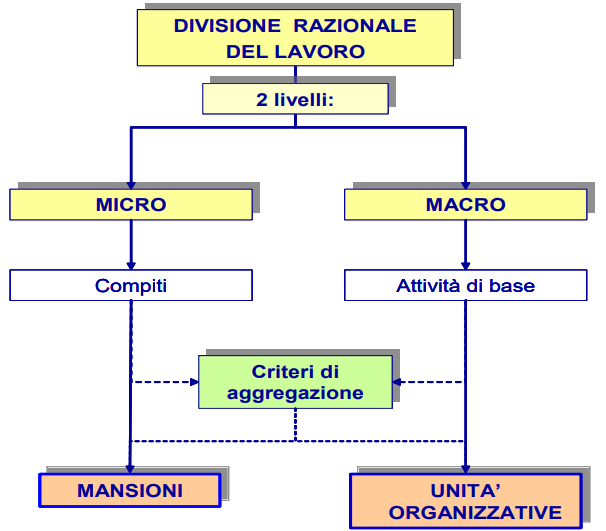 DIVISIONE RAZIONALE
DEL LAVORO
2 livelli:
MICRO
MACRO
Compiti
Attività di base
Criteri di
aggregazione
MANSIONI
UNITA'
ORGANIZZATIVE